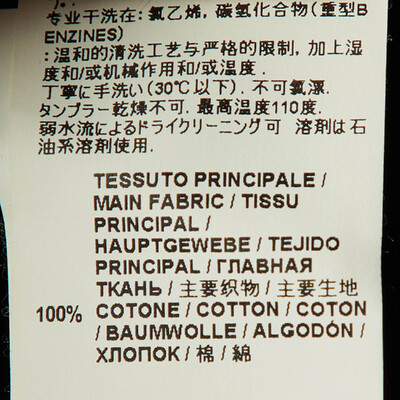 专业干洗在: 氯乙烯, 碳氢化合物 (重型B
ENZINES)
: 温和的清洗工艺与严格的限制, 加上湿
度和/或机械作用和/或温度.
丁寧に手洗い(30℃以下). 不可氯漂.
タンブラー乾燥不可. 最高温度110度.
弱水流によるドライクリーニング可 溶剤は石
油系溶剤使用.
TESSUTO PRINCIPALE /
MAIN FABRIC / TISSU
PRINCIPAL /
HAUPTGEWEBE / TEJIDO
PRINCIPAL / ГЛАВНАЯ
ТКАНЬ / 主要织物 / 主要生地
100% COTONE / COTTON / COTON
/ BAUMWOLLE / ALGODÓN /
ХЛОПОК / 棉 / 綿